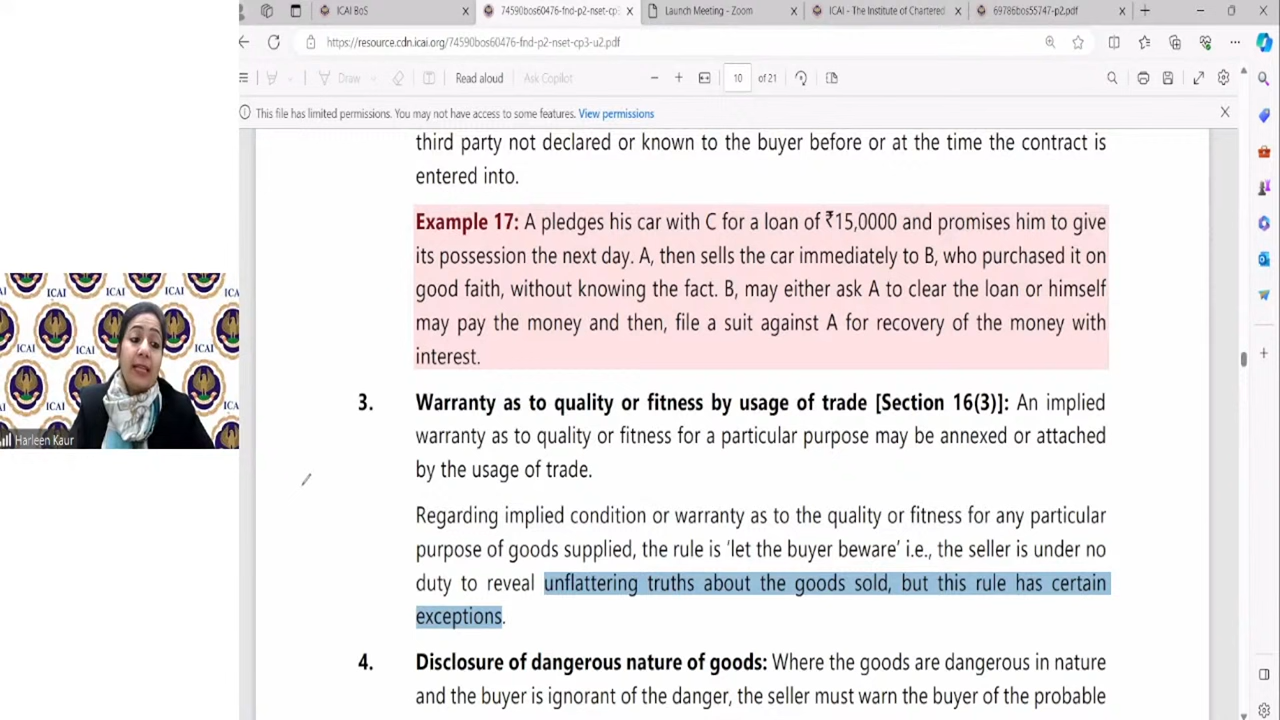 ICAI BoS
74590bos60476-fnd-p2-nset-cp3
Launch Meeting - Zoom
ICAI - The Institute of Chartered
69786bos55747-p2.pdf
https://resource.cdn.icai.org/74590bos60476-fnd-p2-nset-cp3-u2.pdf
Draw
Read aloud
Ask Copilot
10
of 21
This file has limited permissions. You may not have access to some features. View permissions
third party not declared or known to the buyer before or at the time the contract is
entered into.
Example 17: A pledges his car with C for a loan of ₹15,0000 and promises him to give
its possession the next day. A, then sells the car immediately to B, who purchased it on
good faith, without knowing the fact. B, may either ask A to clear the loan or himself
may pay the money and then, file a suit against A for recovery of the money with
interest.
3. Warranty as to quality or fitness by usage of trade [Section 16(3)]: An implied
warranty as to quality or fitness for a particular purpose may be annexed or attached
by the usage of trade.
Regarding implied condition or warranty as to the quality or fitness for any particular
purpose of goods supplied, the rule is 'let the buyer beware' i.e., the seller is under no
duty to reveal unflattering truths about the goods sold, but this rule has certain
exceptions.
4. Disclosure of dangerous nature of goods: Where the goods are dangerous in nature
and the buyer is ignorant of the danger, the seller must warn the buyer of the probable
ICAI
ICAI
ICAI
ICAI
ICAI
Harleen Kaur